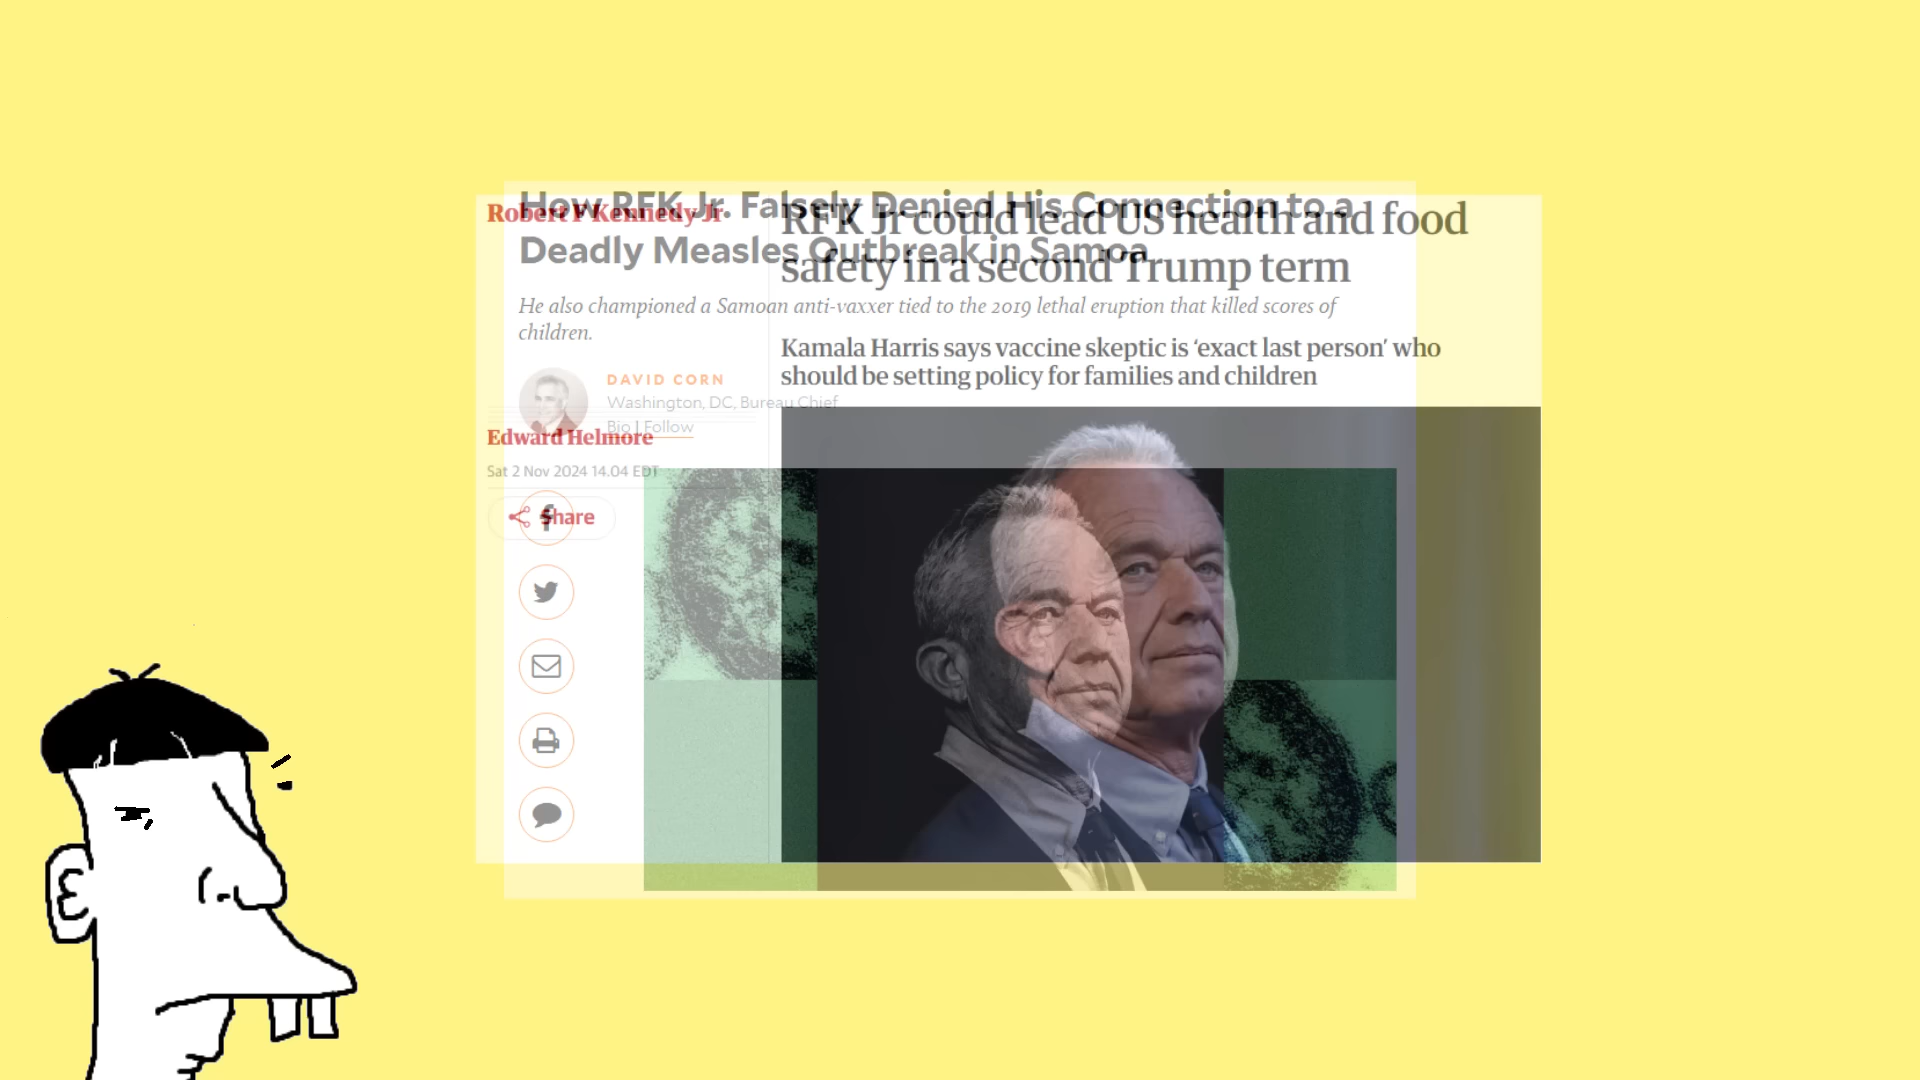 How RFK Jr. Falsely Denied His Connection to a
Deadly Measles Outbreak in Samoa
He also championed a Samoan anti-vaxxer tied to the 2019 lethal eruption that killed scores of
children.
DAVID CORN
Washington, DC, Bureau Chief
Bio | Follow
Robert F Kennedy Jr
RFK Jr could lead US health and food
safety in a second Trump term
Kamala Harris says vaccine skeptic is ‘exact last person’ who
should be setting policy for families and children
Edward Helmore
Sat 2 Nov 2024 14.04 EDT
Share